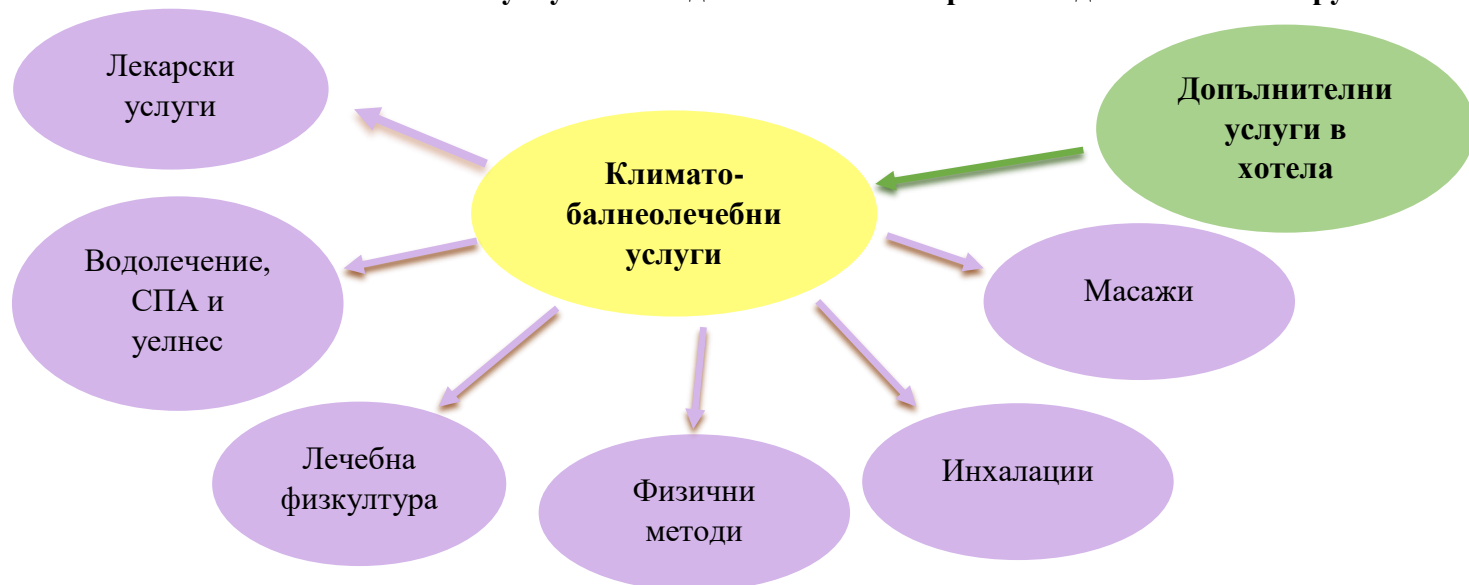 Лекарски
услуги
Допълнителни
услуги в
хотела
Климато-
балнеолечебни
услуги
Водолечение,
СПА и
уелнес
Масажи
Лечебна
физкултура
Физични
методи
Инхалации